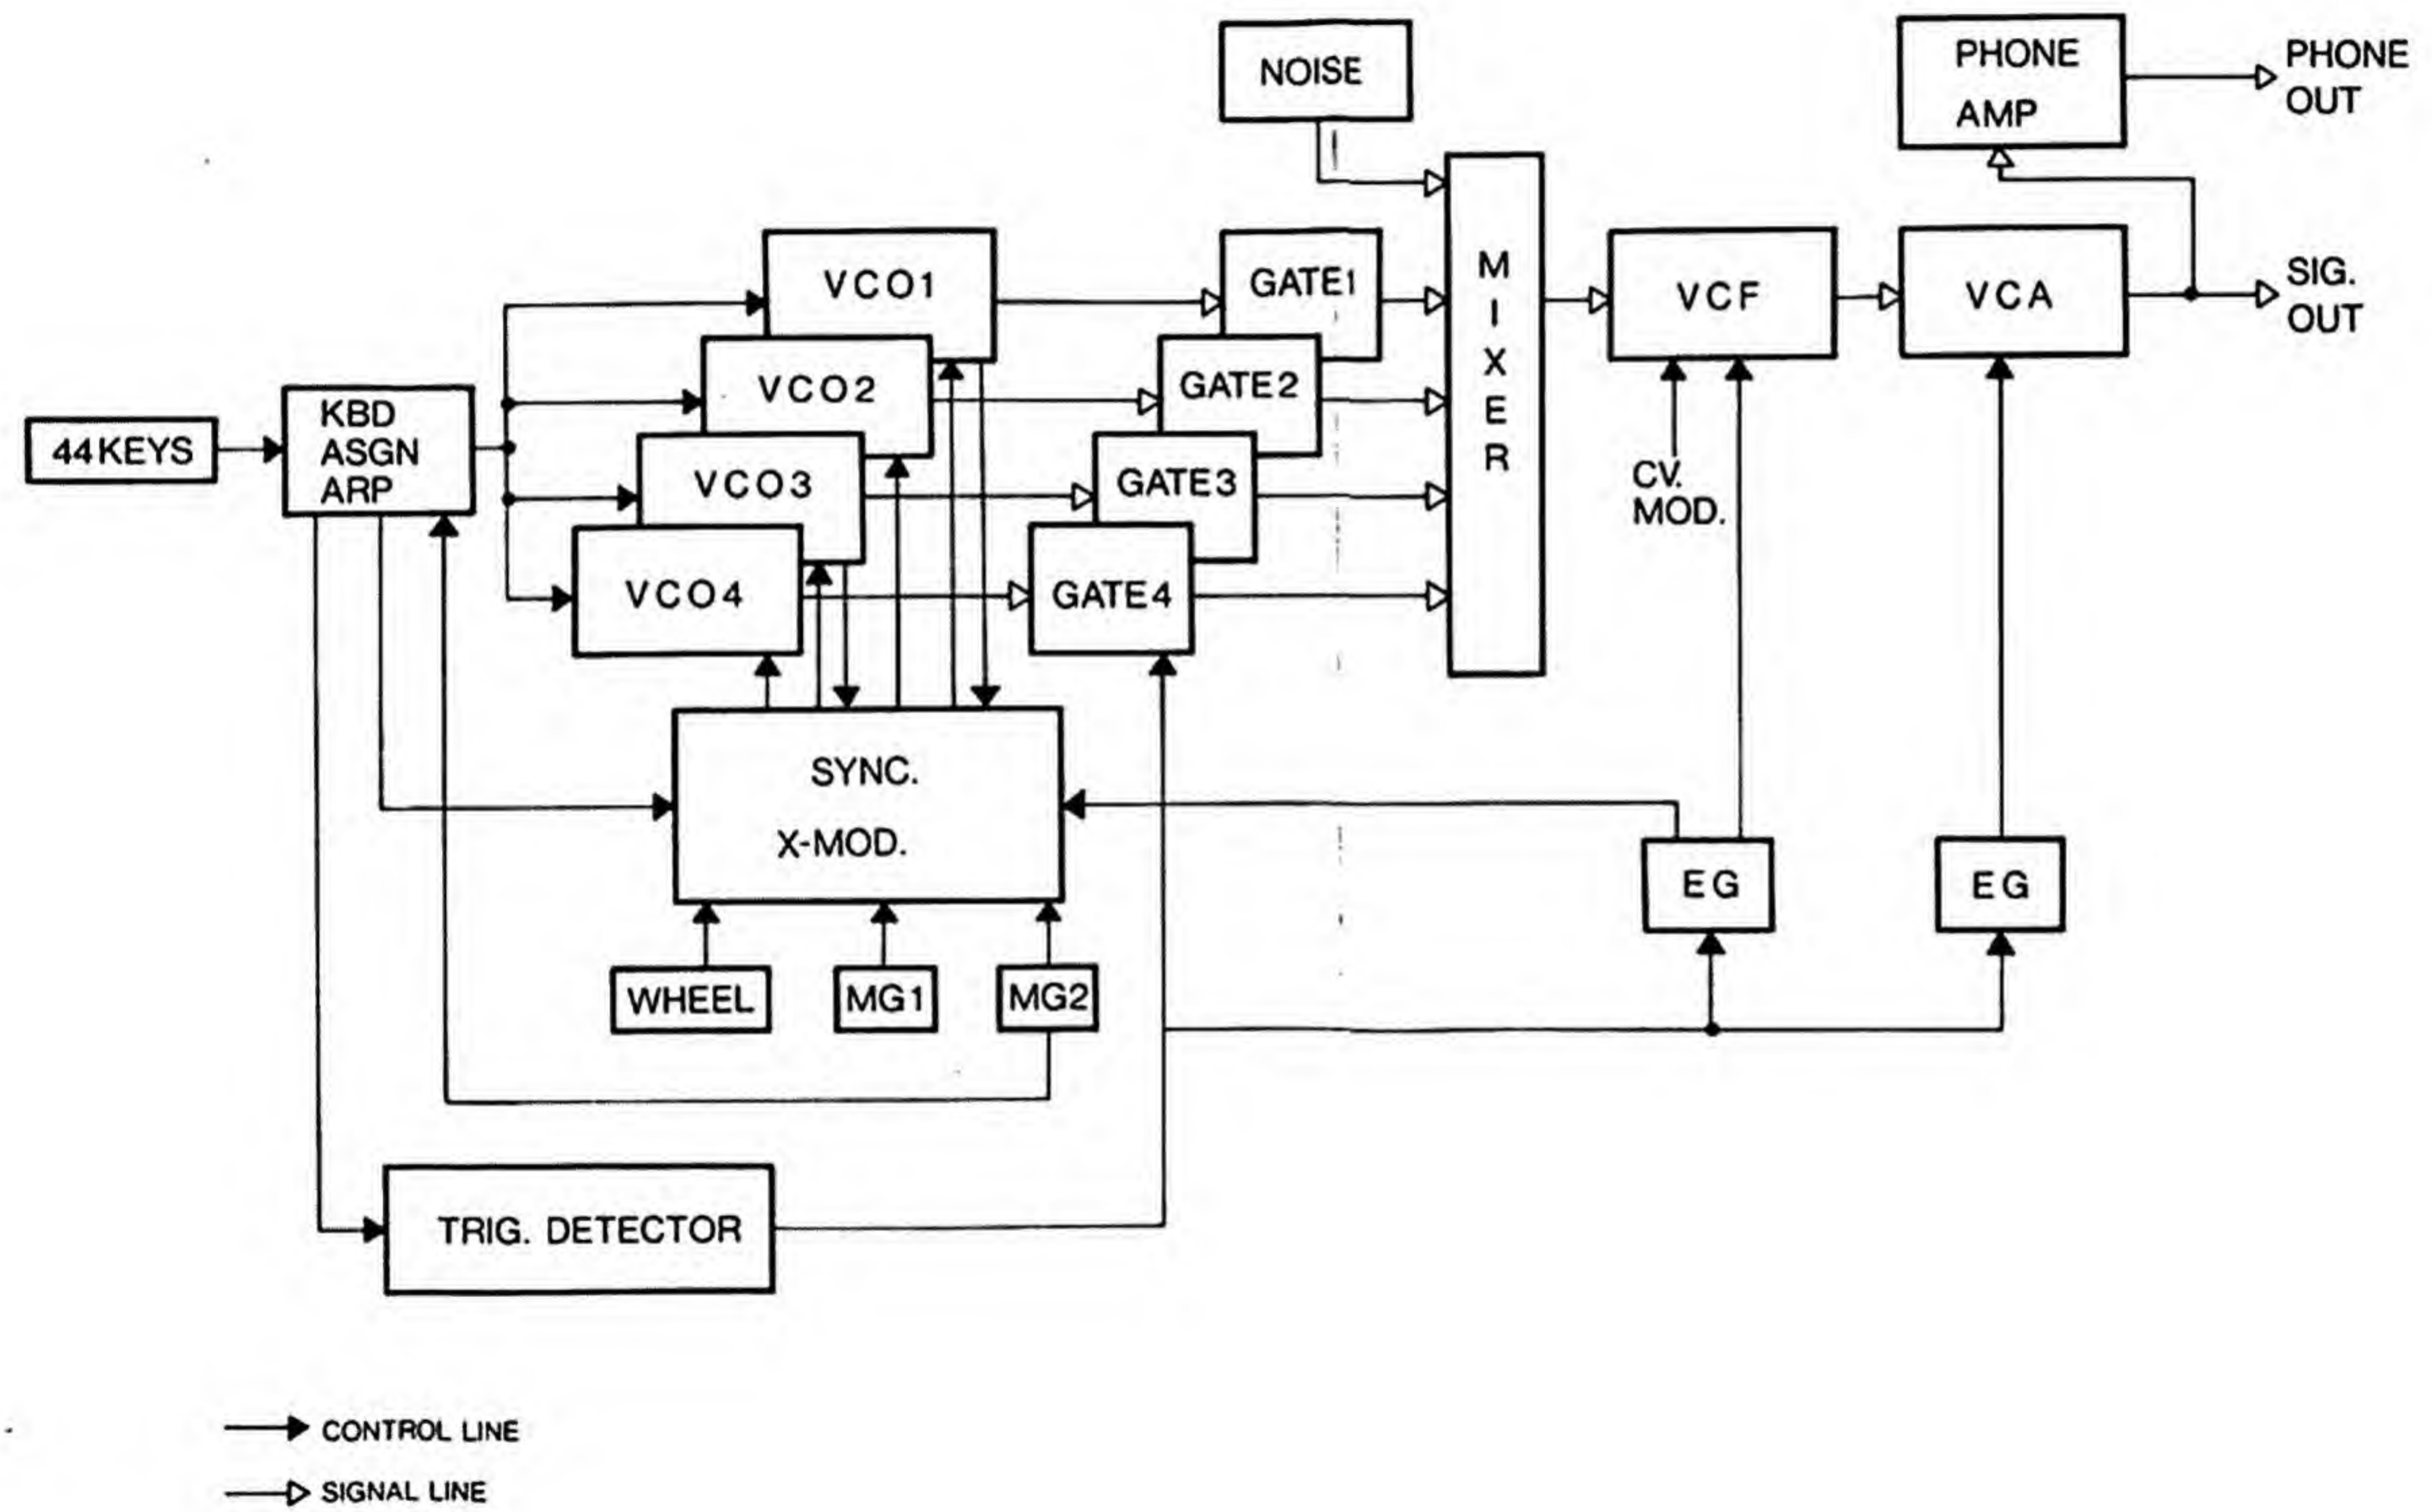 NOISE
PHONE
AMP
PHONE
OUT
VCO1
GATE1
M
I
X
E
R
VCF
VCA
SIG.
OUT
VCO2
GATE2
44KEYS
KBD
ASGN
ARP
VCO3
GATE3
CV.
MOD.
VCO4
GATE4
SYNC.
X-MOD.
EG
EG
WHEEL
MG1
MG2
TRIG. DETECTOR
CONTROL LINE
SIGNAL LINE